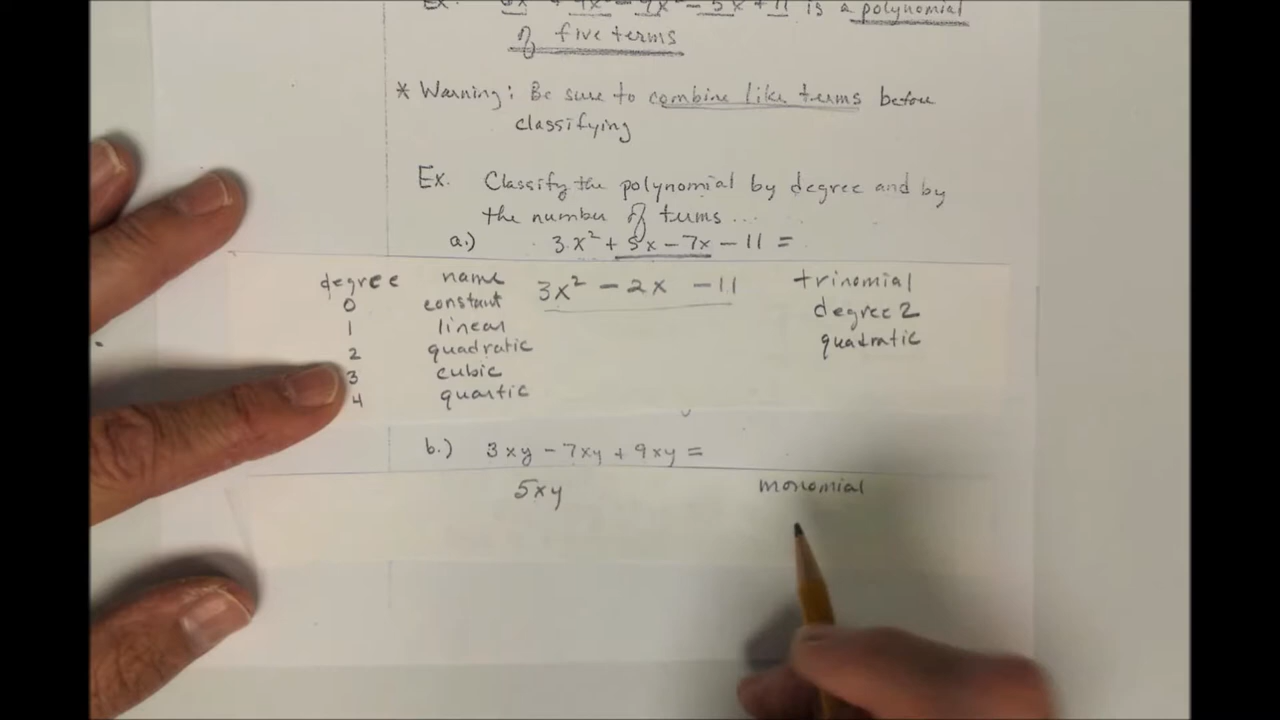 + 11 is a polynomial
of five terms
* Warning: Be sure to combine like terms before
classifying
Ex. Classify the polynomial by degree and by
the number of terms ...
a.) 3x² + 5x - 7x - 11 =
degree name 3x² - 2x - 11 trinomial
0 constant degree 2
1 linear quadratic
2 quadratic
3 cubic
4 quartic
b.) 3xy - 7xy + 9xy =
5xy monomial